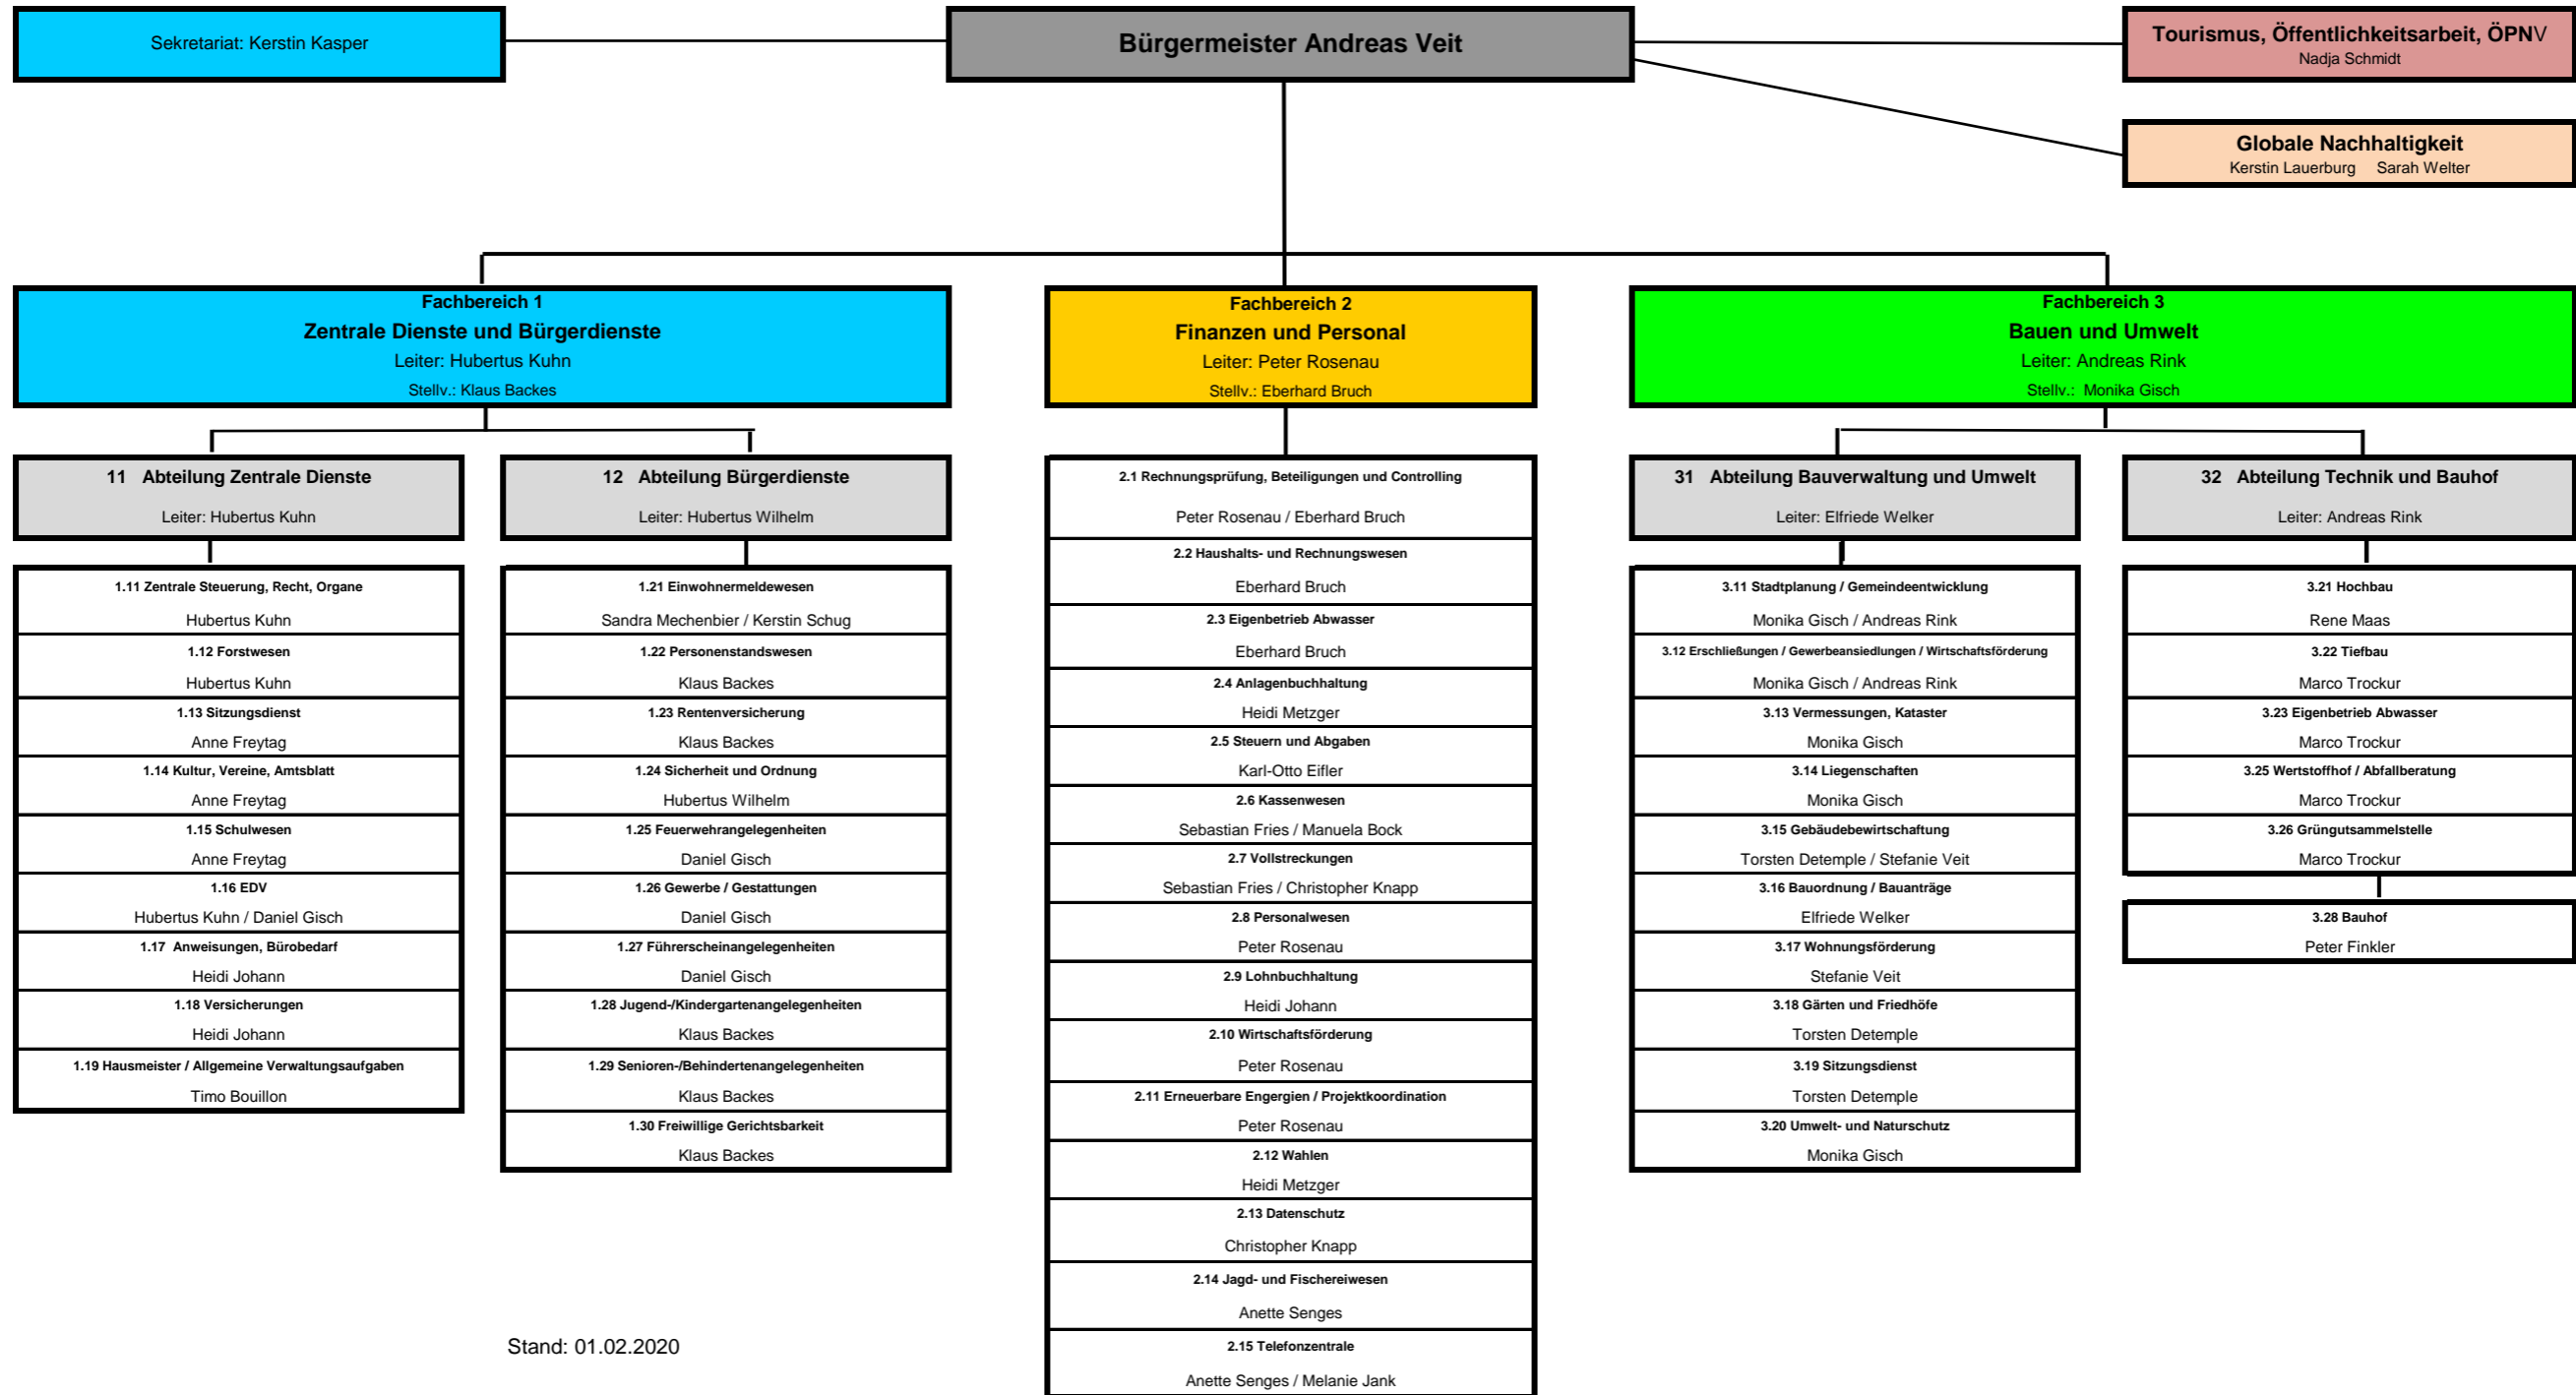 Sekretariat: Kerstin Kasper
Bürgermeister Andreas Veit
Tourismus, Öffentlichkeitsarbeit, ÖPNV
Nadja Schmidt
Globale Nachhaltigkeit
Kerstin Lauerburg Sarah Welter
Fachbereich 1
Zentrale Dienste und Bürgerdienste
Leiter: Hubertus Kuhn
Stellv.: Klaus Backes
Fachbereich 2
Finanzen und Personal
Leiter: Peter Rosenau
Stellv.: Eberhard Bruch
Fachbereich 3
Bauen und Umwelt
Leiter: Andreas Rink
Stellv.: Monika Gisch
11 Abteilung Zentrale Dienste
Leiter: Hubertus Kuhn
1.11 Zentrale Steuerung, Recht, Organe
Hubertus Kuhn
1.12 Forstwesen
Hubertus Kuhn
1.13 Sitzungsdienst
Anne Freytag
1.14 Kultur, Vereine, Amtsblatt
Anne Freytag
1.15 Schulwesen
Anne Freytag
1.16 EDV
Hubertus Kuhn / Daniel Gisch
1.17 Anweisungen, Bürobedarf
Heidi Johann
1.18 Versicherungen
Heidi Johann
1.19 Hausmeister / Allgemeine Verwaltungsaufgaben
Timo Bouillon
12 Abteilung Bürgerdienste
Leiter: Hubertus Wilhelm
1.21 Einwohnermeldewesen
Sandra Mechenbier / Kerstin Schug
1.22 Personenstandswesen
Klaus Backes
1.23 Rentenversicherung
Klaus Backes
1.24 Sicherheit und Ordnung
Hubertus Wilhelm
1.25 Feuerwehrangelegenheiten
Daniel Gisch
1.26 Gewerbe / Gestattungen
Daniel Gisch
1.27 Führerscheinangelegenheiten
Daniel Gisch
1.28 Jugend-/Kindergartenangelegenheiten
Klaus Backes
1.29 Senioren-/Behindertenangelegenheiten
Klaus Backes
1.30 Freiwillige Gerichtsbarkeit
Klaus Backes
2.1 Rechnungsprüfung, Beteiligungen und Controlling
Peter Rosenau / Eberhard Bruch
2.2 Haushalts- und Rechnungswesen
Eberhard Bruch
2.3 Eigenbetrieb Abwasser
Eberhard Bruch
2.4 Anlagenbuchhaltung
Heidi Metzger
2.5 Steuern und Abgaben
Karl-Otto Eifler
2.6 Kassenwesen
Sebastian Fries / Manuela Bock
2.7 Vollstreckungen
Sebastian Fries / Christopher Knapp
2.8 Personalwesen
Peter Rosenau
2.9 Lohnbuchhaltung
Heidi Johann
2.10 Wirtschaftsförderung
Peter Rosenau
2.11 Erneuerbare Engergien / Projektkoordination
Peter Rosenau
2.12 Wahlen
Heidi Metzger
2.13 Datenschutz
Christopher Knapp
2.14 Jagd- und Fischereiwesen
Anette Senges
2.15 Telefonzentrale
Anette Senges / Melanie Jank
31 Abteilung Bauverwaltung und Umwelt
Leiter: Elfriede Welker
3.11 Stadtplanung / Gemeindeentwicklung
Monika Gisch / Andreas Rink
3.12 Erschließungen / Gewerbeansiedlungen / Wirtschaftsförderung
Monika Gisch / Andreas Rink
3.13 Vermessungen, Kataster
Monika Gisch
3.14 Liegenschaften
Monika Gisch
3.15 Gebäudebewirtschaftung
Torsten Detemple / Stefanie Veit
3.16 Bauordnung / Bauanträge
Elfriede Welker
3.17 Wohnungsförderung
Stefanie Veit
3.18 Gärten und Friedhöfe
Torsten Detemple
3.19 Sitzungsdienst
Torsten Detemple
3.20 Umwelt- und Naturschutz
Monika Gisch
32 Abteilung Technik und Bauhof
Leiter: Andreas Rink
3.21 Hochbau
Rene Maas
3.22 Tiefbau
Marco Trockur
3.23 Eigenbetrieb Abwasser
Marco Trockur
3.25 Wertstoffhof / Abfallberatung
Marco Trockur
3.26 Grüngutsammelstelle
Marco Trockur
3.28 Bauhof
Peter Finkler
Stand: 01.02.2020